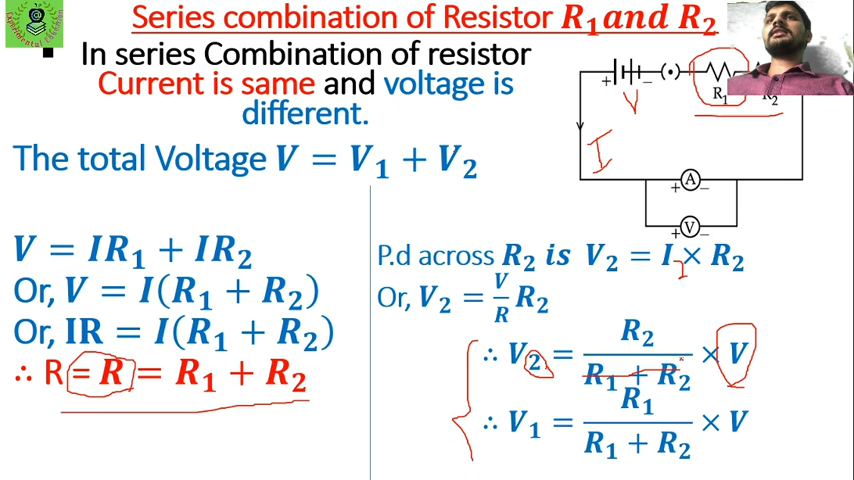 Series combination of Resistor R₁ and R₂
▪ In series Combination of resistor
Current is same and voltage is
different.
The total Voltage V = V₁ + V₂
V = IR₁ + IR₂
Or, V = I(R₁ + R₂)
Or, IR = I(R₁ + R₂)
∴ R = R = R₁ + R₂
+ −
R₁
R₂
V
I
+ A −
+ V −
P.d across R₂ is V₂ = I × R₂
I
Or, V₂ = V/R R₂
∴ V₂ = R₂/(R₁ + R₂) × V
∴ V₁ = R₁/(R₁ + R₂) × V